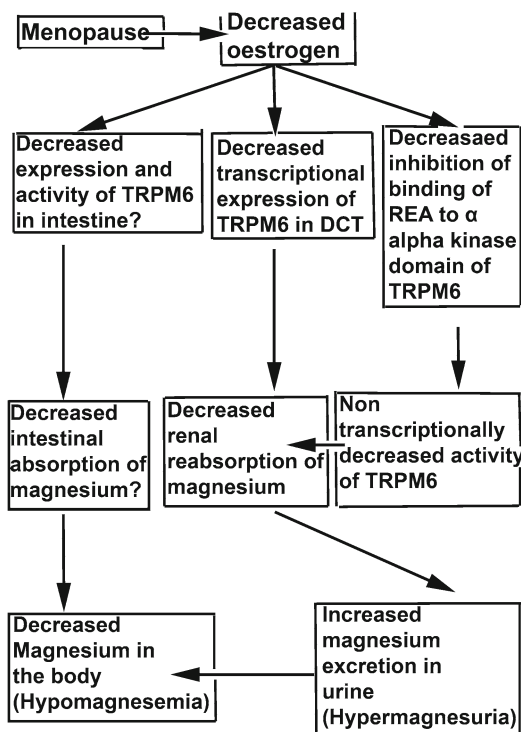 Menopause
Decreased
oestrogen
Decreased
expression and
activity of TRPM6
in intestine?
Decreased
transcriptional
expression of
TRPM6 in DCT
Decreasaed
inhibition of
binding of
REA to α
alpha kinase
domain of
TRPM6
Decreased
intestinal
absorption of
magnesium?
Decreased
renal
reabsorption of
magnesium
Non
transcriptionally
decreased activity
of TRPM6
Decreased
Magnesium in
the body
(Hypomagnesemia)
Increased
magnesium
excretion in
urine
(Hypermagnesuria)